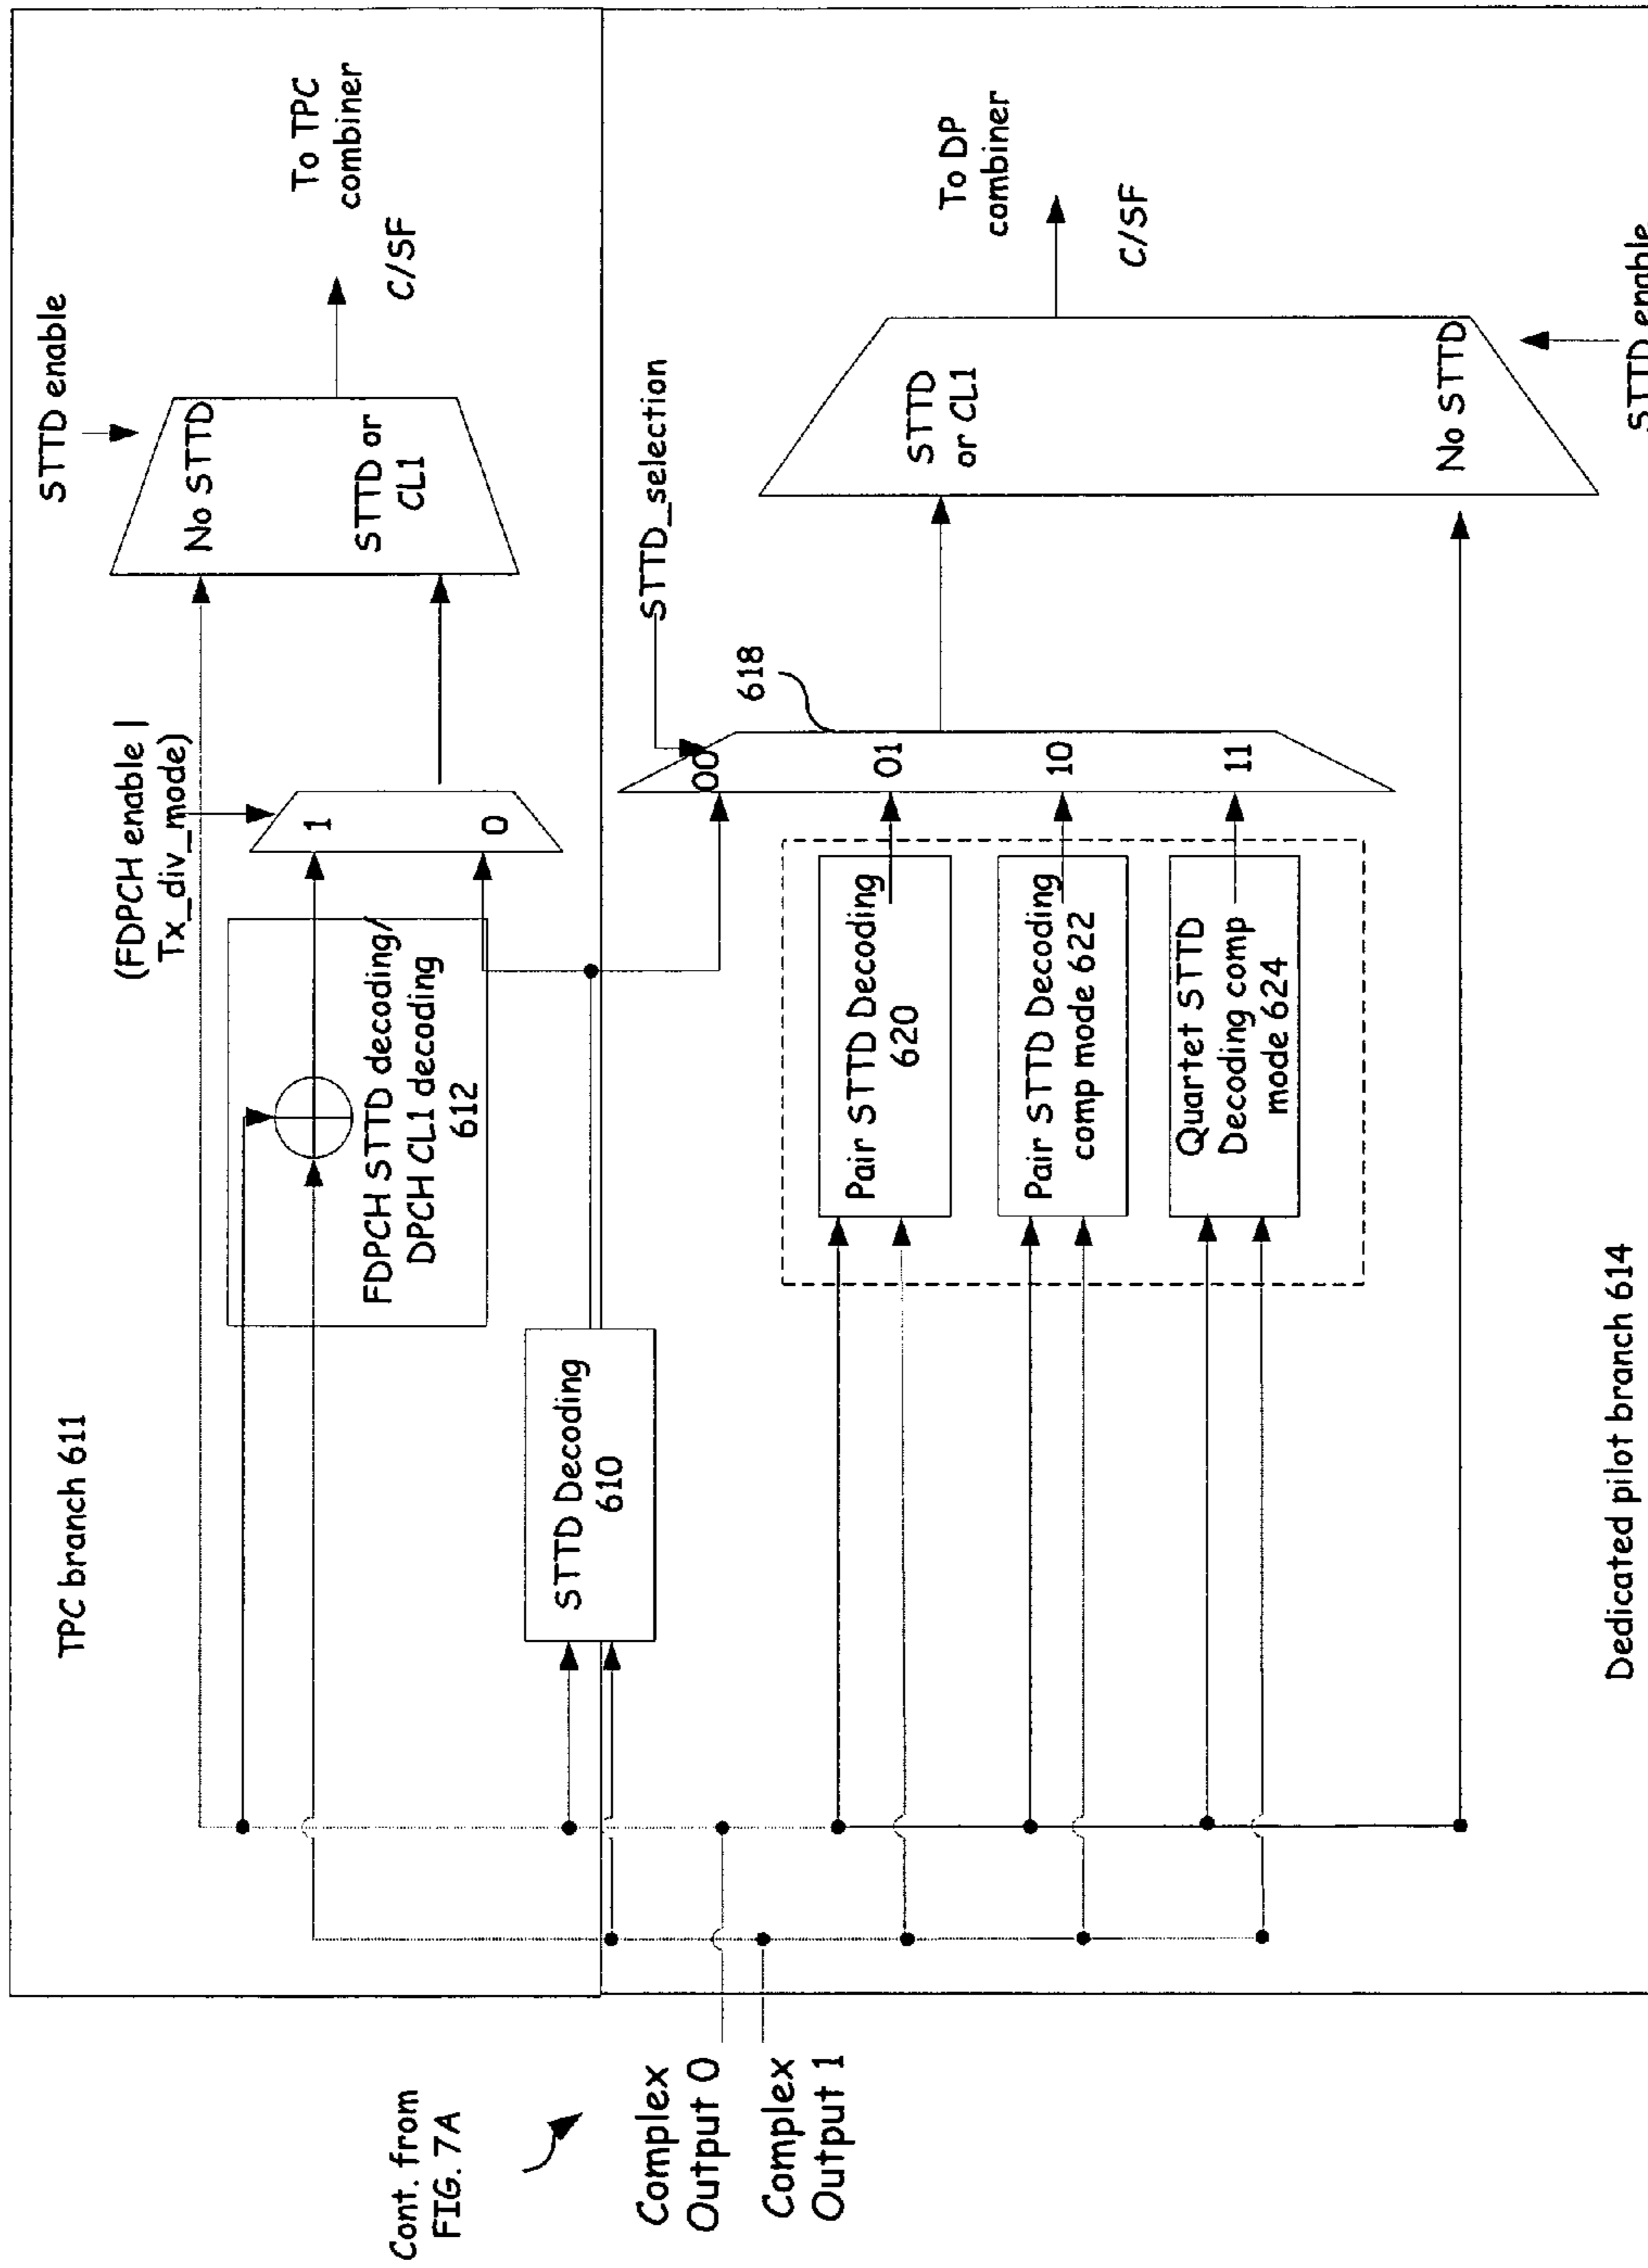 TPC branch 611
STTD enable
(FDPCH enable |
Tx_div_mode)
No STTD
STTD or
CL1
To TPC
combiner
C/SF
1
0
FDPCH STTD decoding/
DPCH CL1 decoding
612
STTD Decoding
610
Cont. from
FIG. 7A
Complex
Output 0
Complex
Output 1
STTD_selection
618
00
01
10
11
Pair STTD Decoding
620
Pair STTD Decoding
comp mode 622
Quartet STTD
Decoding comp
mode 624
STTD
or CL1
No STTD
To DP
combiner
C/SF
STTD enable
Dedicated pilot branch 614